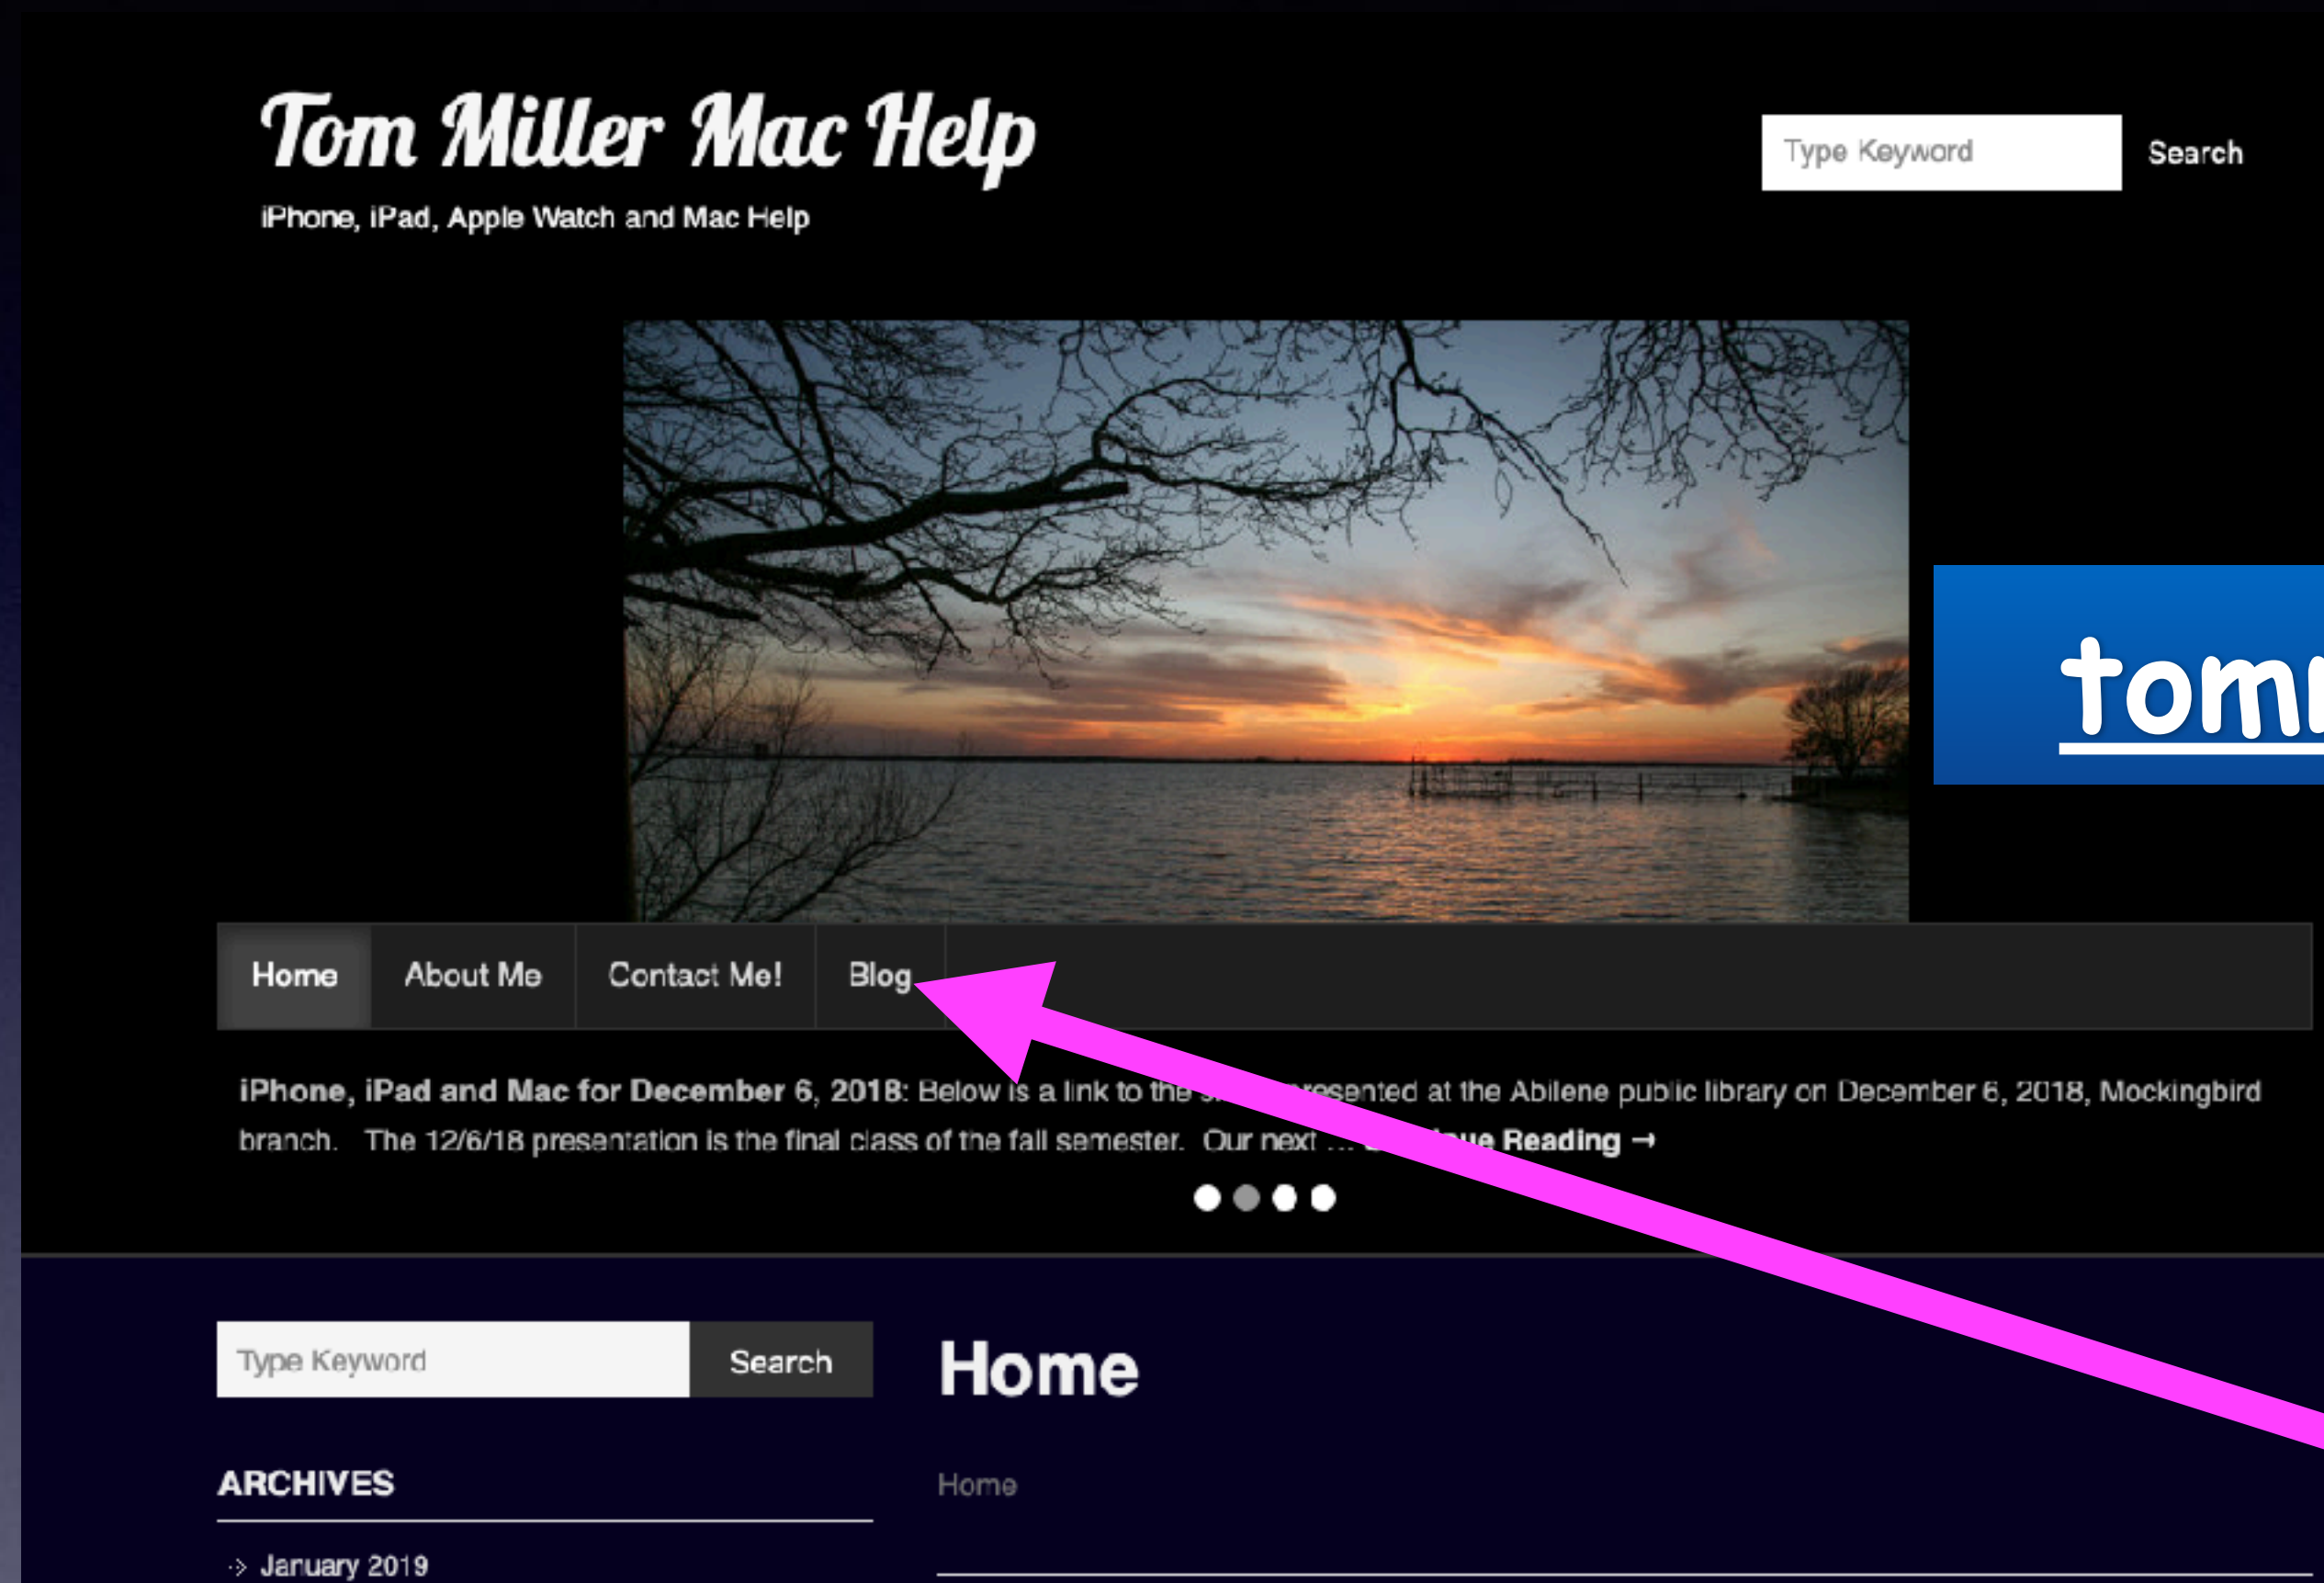 Tom Miller Mac Help
Type Keyword Search
iPhone, iPad, Apple Watch and Mac Help
Home About Me Contact Me! Blog
iPhone, iPad and Mac for December 6, 2018: Below is a link to the presented at the Abilene public library on December 6, 2018, Mockingbird
branch. The 12/6/18 presentation is the final class of the fall semester. Our next ... Reading →
Type Keyword Search
Home
ARCHIVES
Home
January 2019